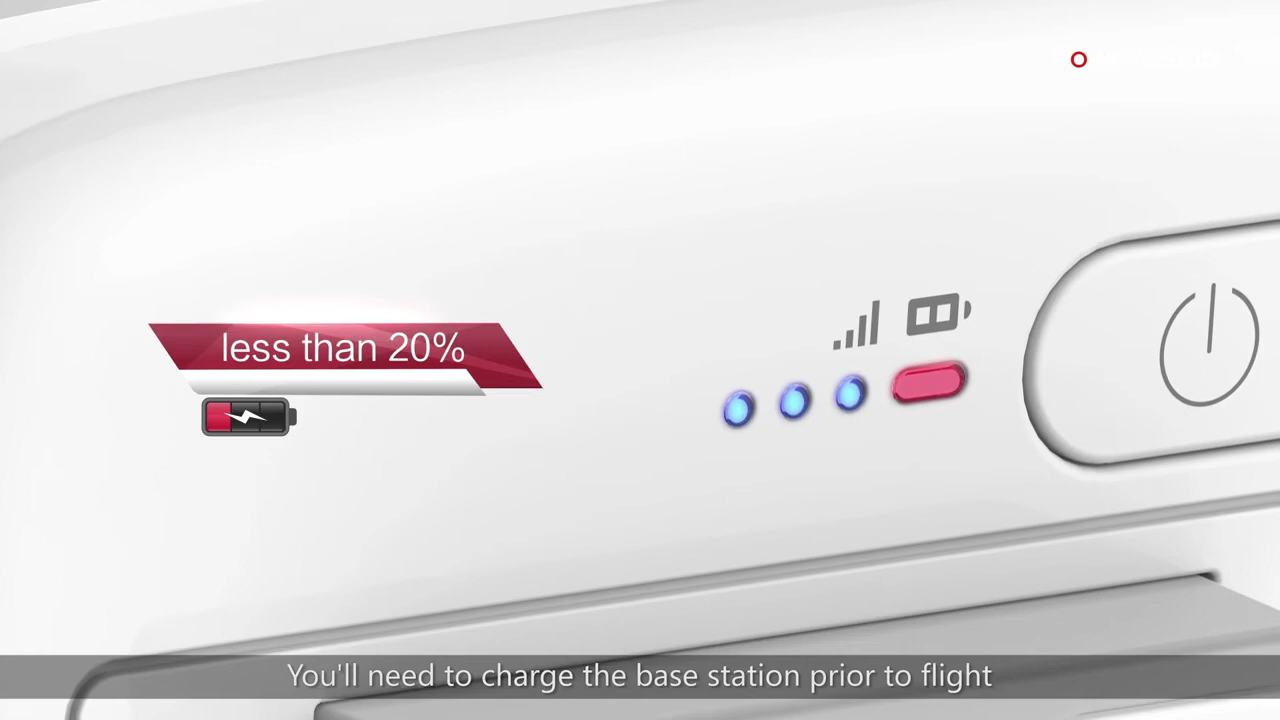 less than 20%
You'll need to charge the base station prior to flight